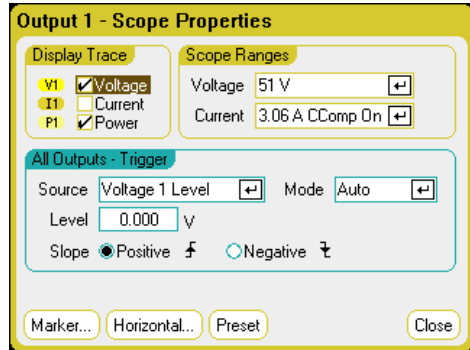 Output 1 - Scope Properties
Display Trace
V1 Voltage
I1 Current
P1 Power
Scope Ranges
Voltage 51 V
Current 3.06 A CComp On
All Outputs - Trigger
Source Voltage 1 Level Mode Auto
Level 0.000 V
Slope Positive Negative
Marker... Horizontal... Preset Close